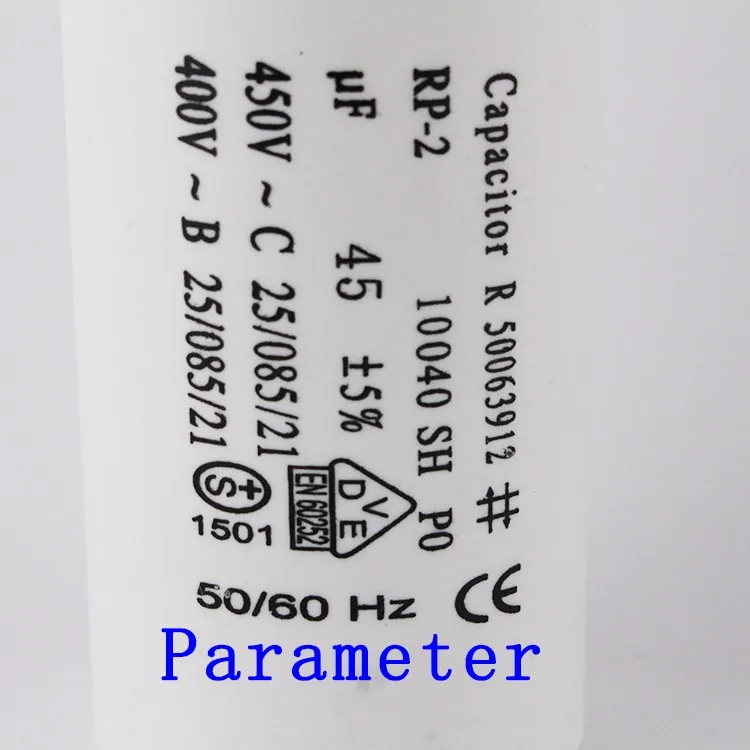 Capacitor R 50063912 #
RP-2 10040 SH P0
μF 45 ±5%
450V ~ C 25/085/21
400V ~ B 25/085/21
VDE
EN 60252
+S
1501
50/60 Hz CE
Parameter